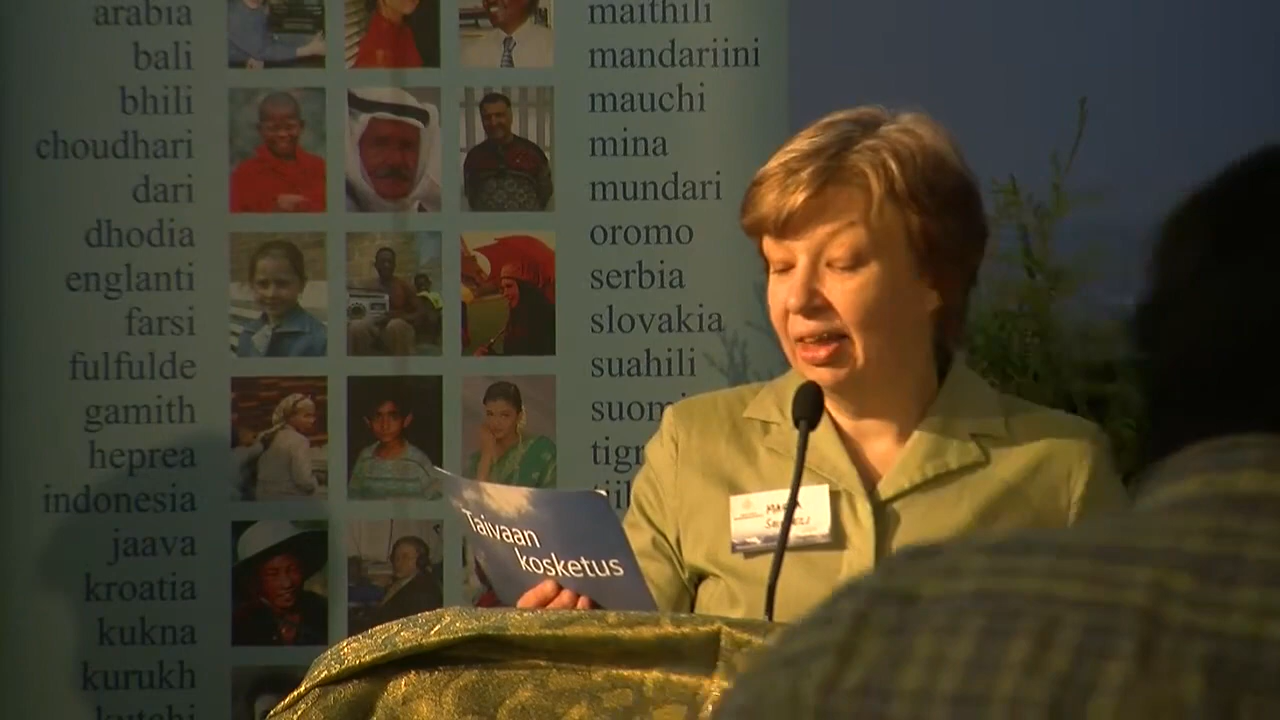 arabia
bali
bhili
choudhari
dari
dhodia
englanti
farsi
fulfulde
gamith
heprea
indonesia
jaava
kroatia
kukna
kurukh
kutchi
maithili
mandariini
mauchi
mina
mundari
oromo
serbia
slovakia
suahili
Taivaan
kosketus